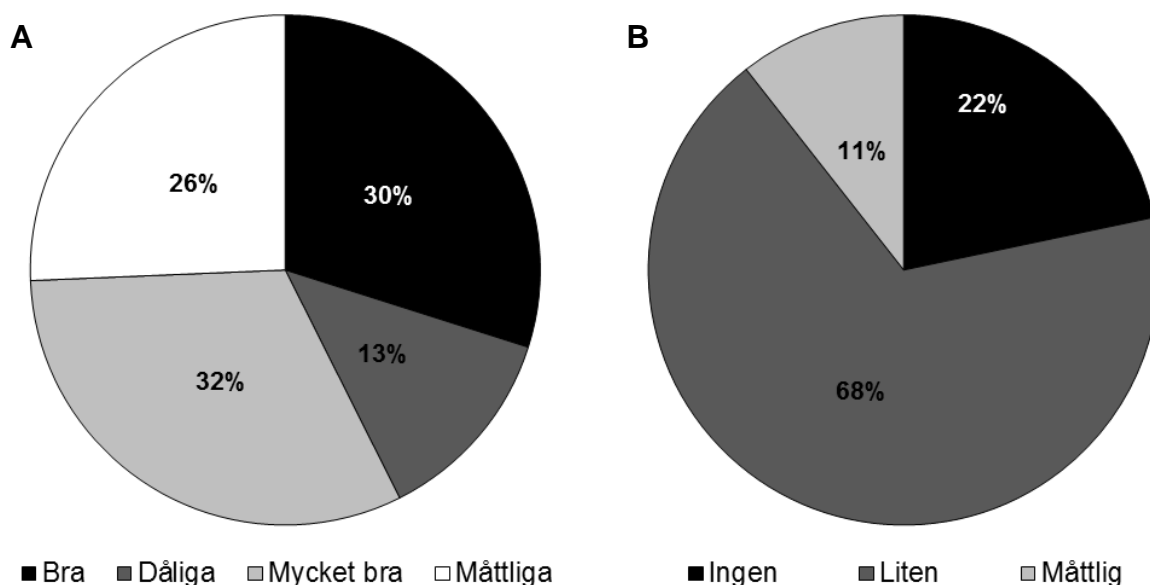 A
B
22%
11%
26%
30%
13%
32%
68%
Bra Dåliga Mycket bra Måttliga
Ingen Liten Måttlig